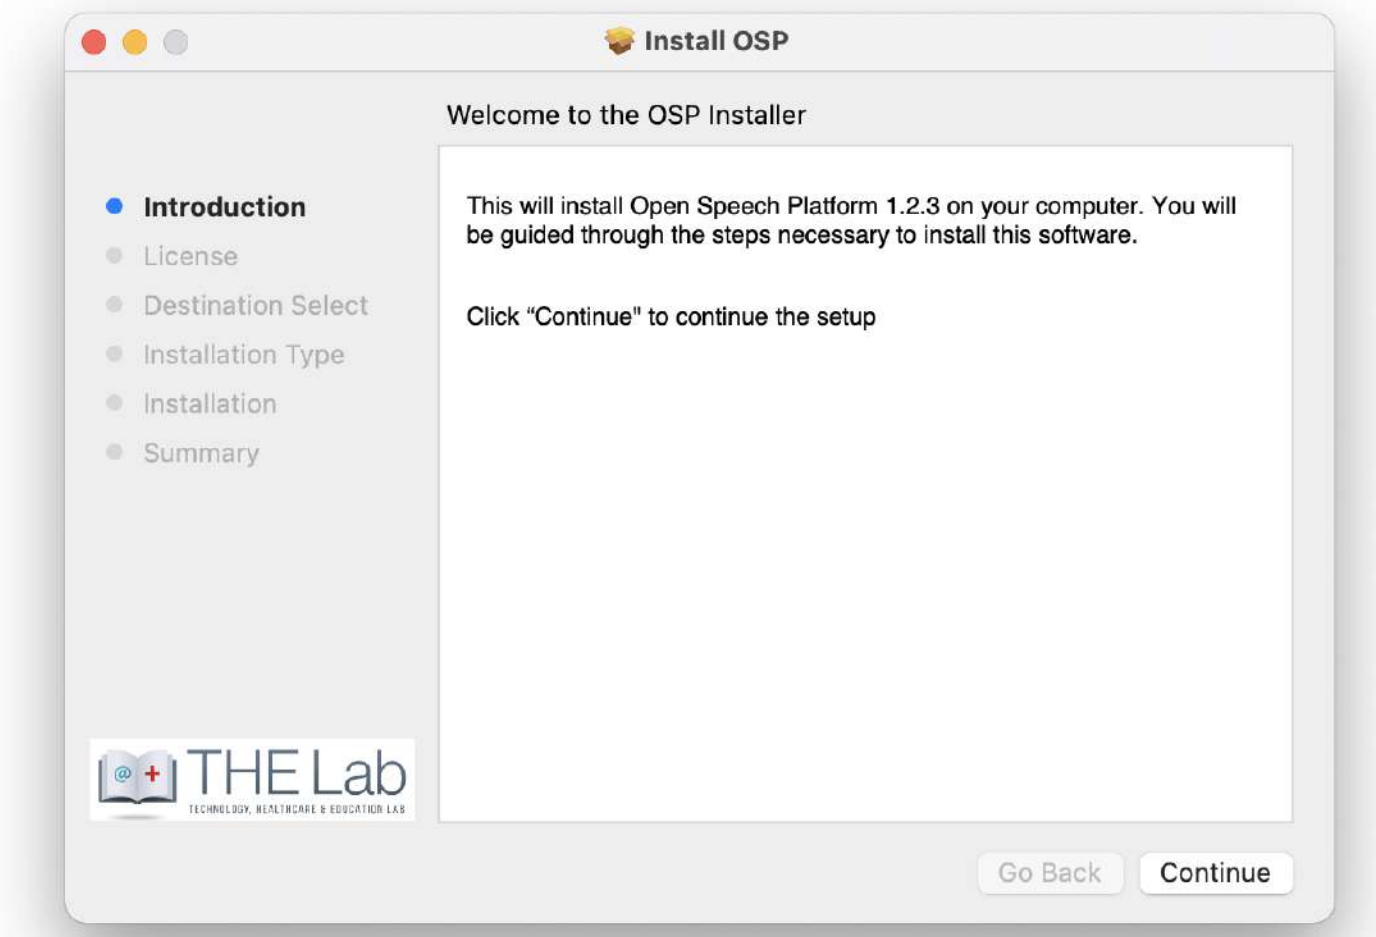 Install OSP
Welcome to the OSP Installer
Introduction
License
Destination Select
Installation Type
Installation
Summary
This will install Open Speech Platform 1.2.3 on your computer. You will
be guided through the steps necessary to install this software.
Click “Continue" to continue the setup
@ +
THE Lab
TECHNOLOGY, HEALTHCARE & EDUCATION LAB
Go Back
Continue